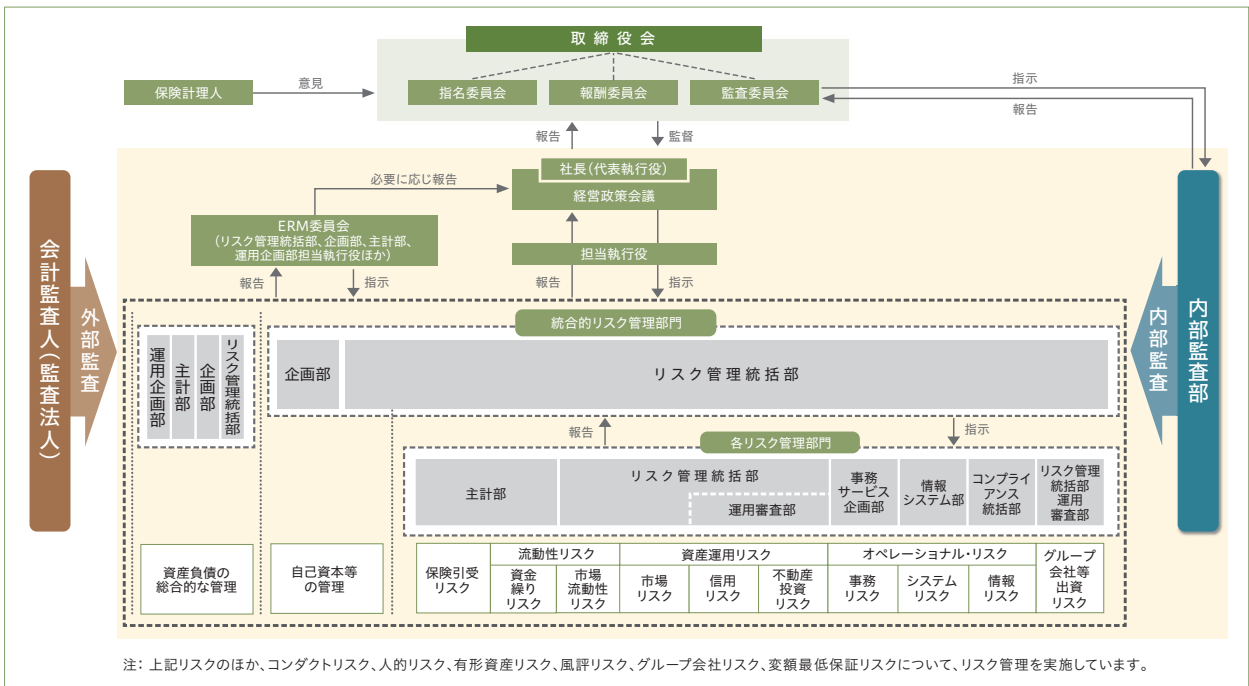 取締役会
指名委員会
報酬委員会
監査委員会
保険計理人
意見
指示
報告
報告
監督
社長(代表執行役)
経営政策会議
必要に応じ報告
ERM委員会
(リスク管理統括部、企画部、主計部、
運用企画部担当執行役ほか)
担当執行役
報告
指示
報告
指示
会計監査人(監査法人)
外部監査
内部監査
内部監査部
統合的リスク管理部門
運用企画部
主計部
企画部
リスク管理統括部
企画部
リスク管理統括部
報告
指示
各リスク管理部門
主計部
リスク管理統括部
運用審査部
事務
サービス
企画部
情報
システム部
コンプライ
アンス
統括部
リスク管理
統括部
運用
審査部
資産負債の
総合的な管理
自己資本等
の管理
保険引受
リスク
流動性リスク
資金
繰り
リスク
市場
流動性
リスク
資産運用リスク
市場
リスク
信用
リスク
不動産
投資
リスク
オペレーショナル・リスク
事務
リスク
システム
リスク
情報
リスク
グループ
会社等
出資
リスク
注: 上記リスクのほか、コンダクトリスク、人的リスク、有形資産リスク、風評リスク、グループ会社リスク、変額最低保証リスクについて、リスク管理を実施しています。